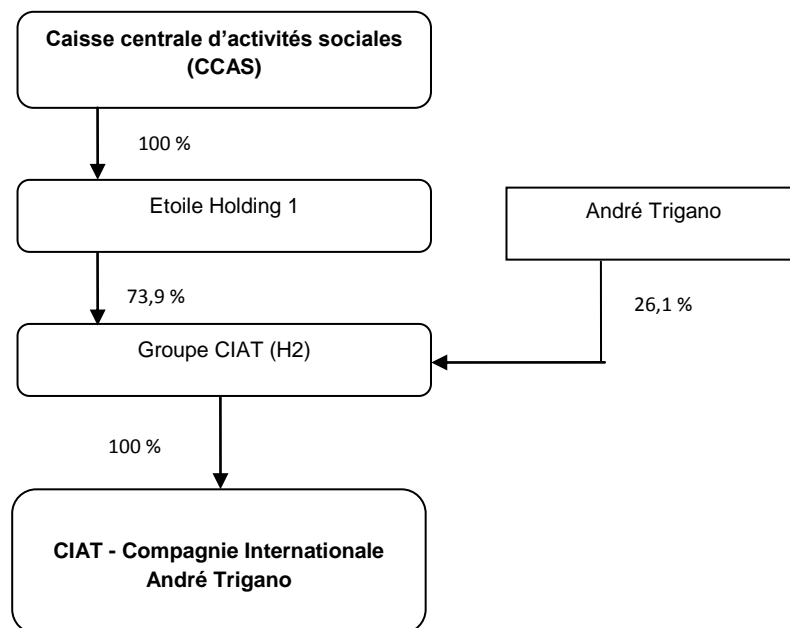 Caisse centrale d’activités sociales
(CCAS)
100 %
Etoile Holding 1
André Trigano
73,9 %
26,1 %
Groupe CIAT (H2)
100 %
CIAT - Compagnie Internationale
André Trigano